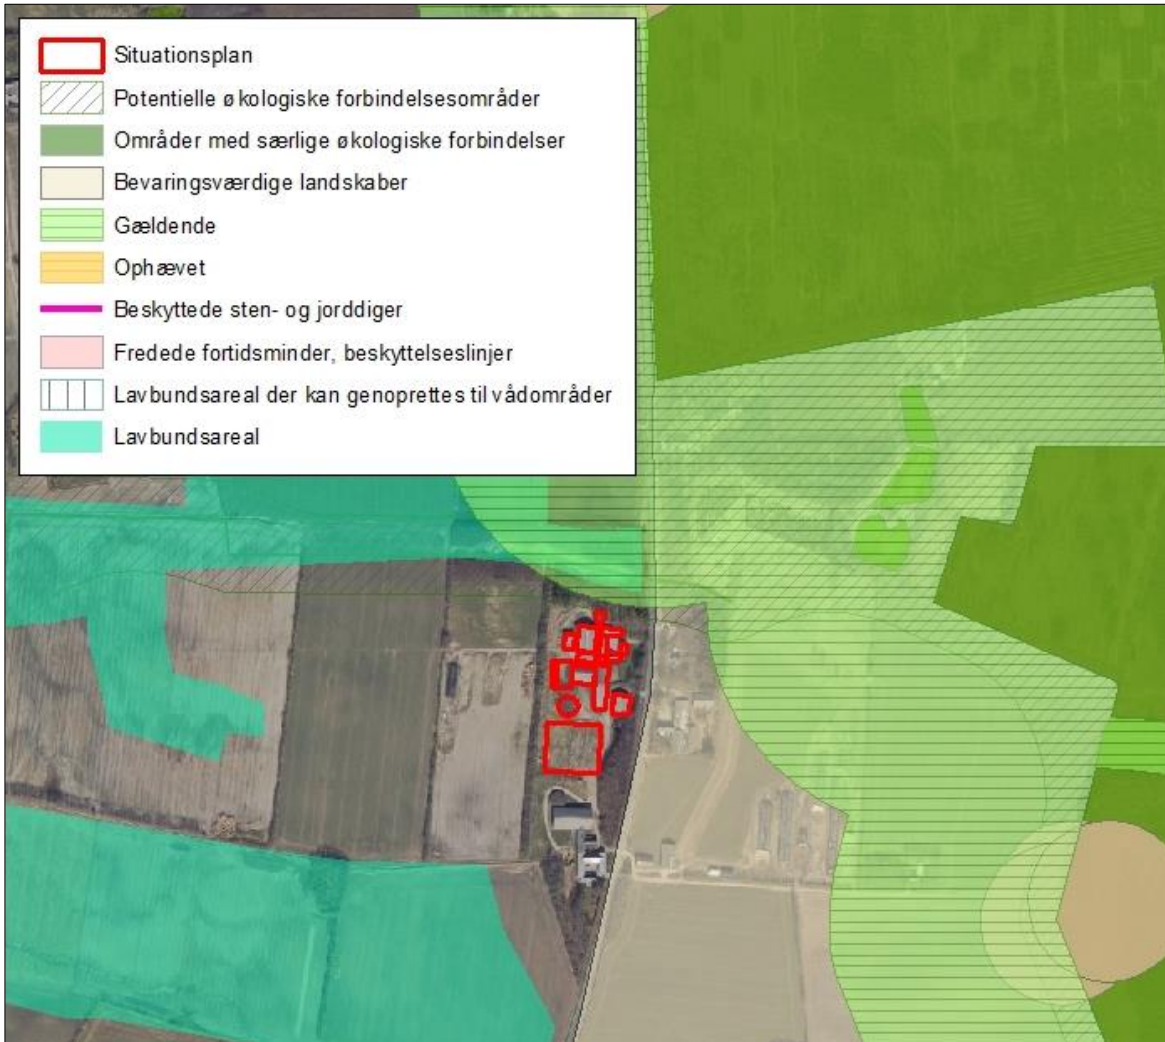 Situationsplan
Potentielle økologiske forbindelsesområder
Områder med særlige økologiske forbindelser
Bevaringsværdige landskaber
Gældende
Ophævet
Beskyttede sten- og jorddiger
Fredede fortidsminder, beskyttelseslinjer
Lavbundsareal der kan genoprettes til vådområder
Lavbundsareal